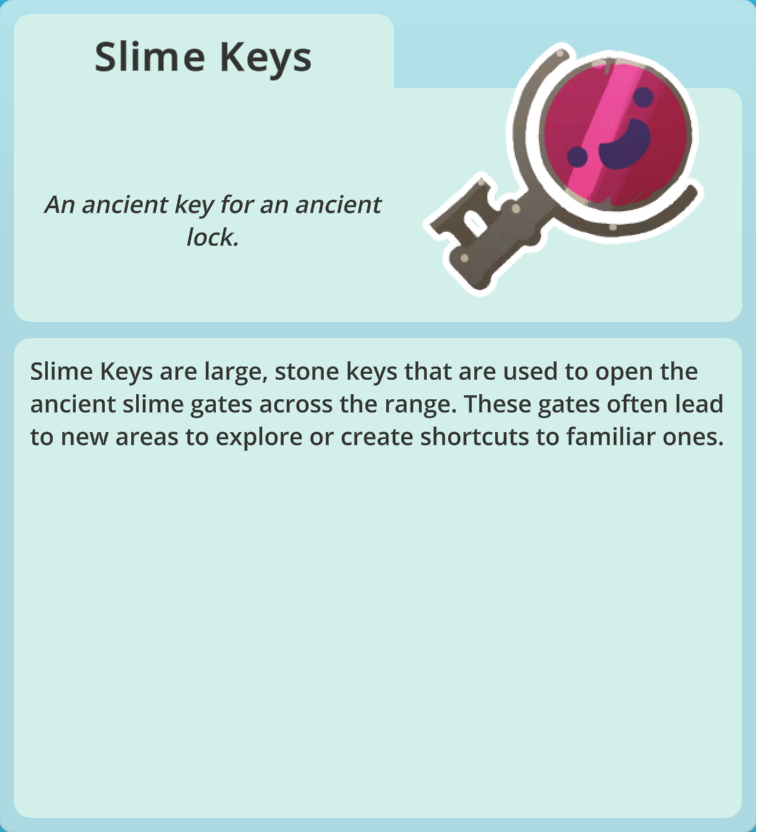 Slime Keys
An ancient key for an ancient
lock.
Slime Keys are large, stone keys that are used to open the
ancient slime gates across the range. These gates often lead
to new areas to explore or create shortcuts to familiar ones.